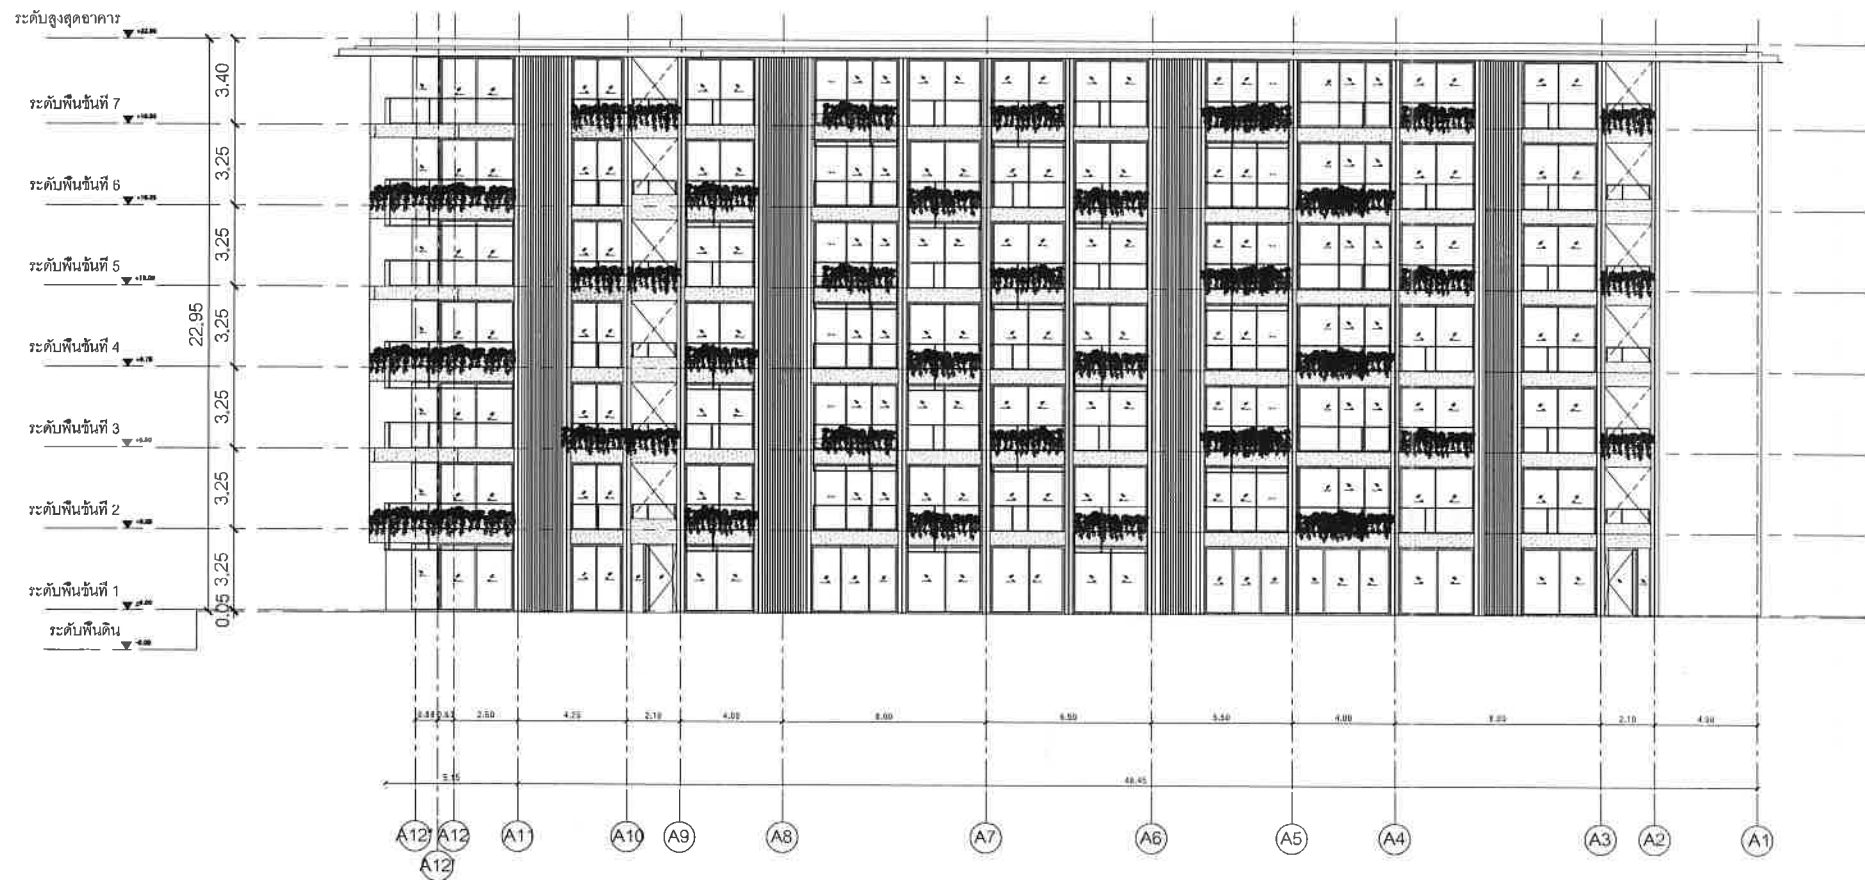 ระดับสูงสุดอาคาร
3.40
ระดับพื้นชั้นที่ 7
3.25
ระดับพื้นชั้นที่ 6
3.25
ระดับพื้นชั้นที่ 5
22.95
3.25
ระดับพื้นชั้นที่ 4
3.25
ระดับพื้นชั้นที่ 3
3.25
ระดับพื้นชั้นที่ 2
3.25
ระดับพื้นชั้นที่ 1
0.05
ระดับพื้นดิน
2.50 4.25 2.10 4.00 8.00 6.50 5.50 4.00 8.00 2.10 4.00
5.15 48.45
A12' A12 A11 A10 A9 A8 A7 A6 A5 A4 A3 A2 A1
A12'